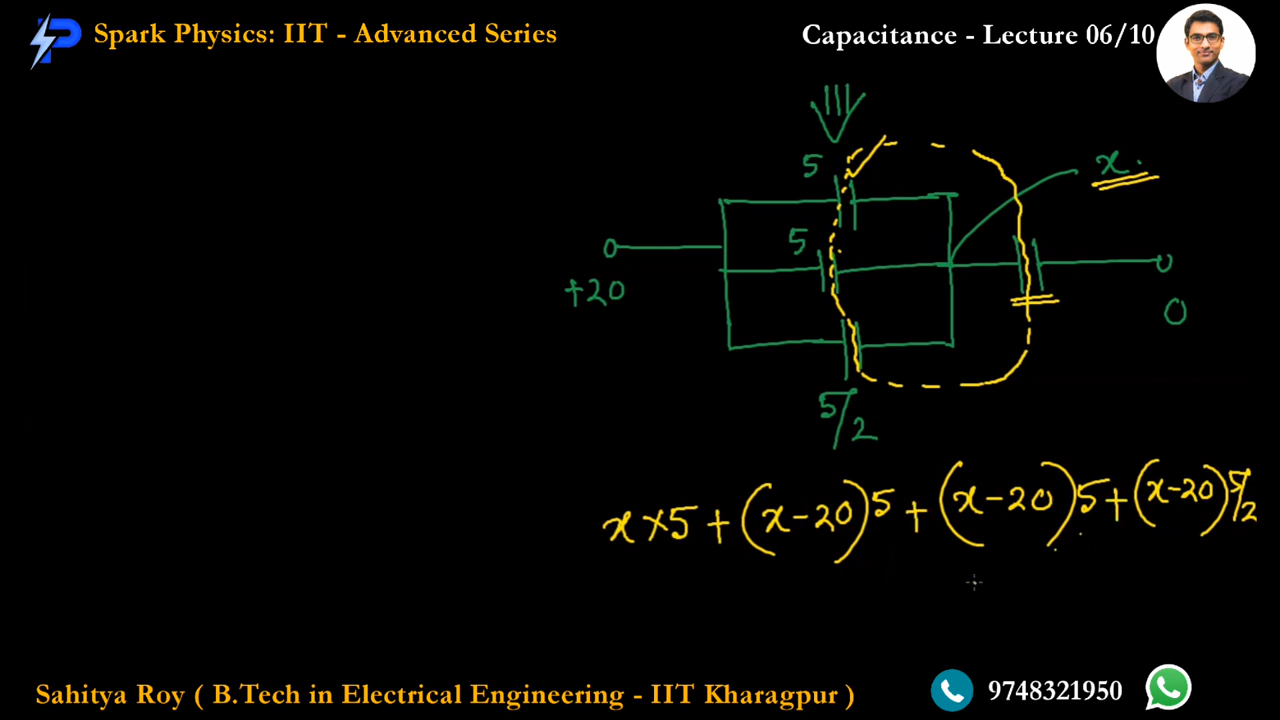 Spark Physics: IIT - Advanced Series
Capacitance - Lecture 06/10
5
x.
5
+20
0
5/2
x×5+(x-20)5+(x-20)5+(x-20)5/2
Sahitya Roy ( B.Tech in Electrical Engineering - IIT Kharagpur )
9748321950